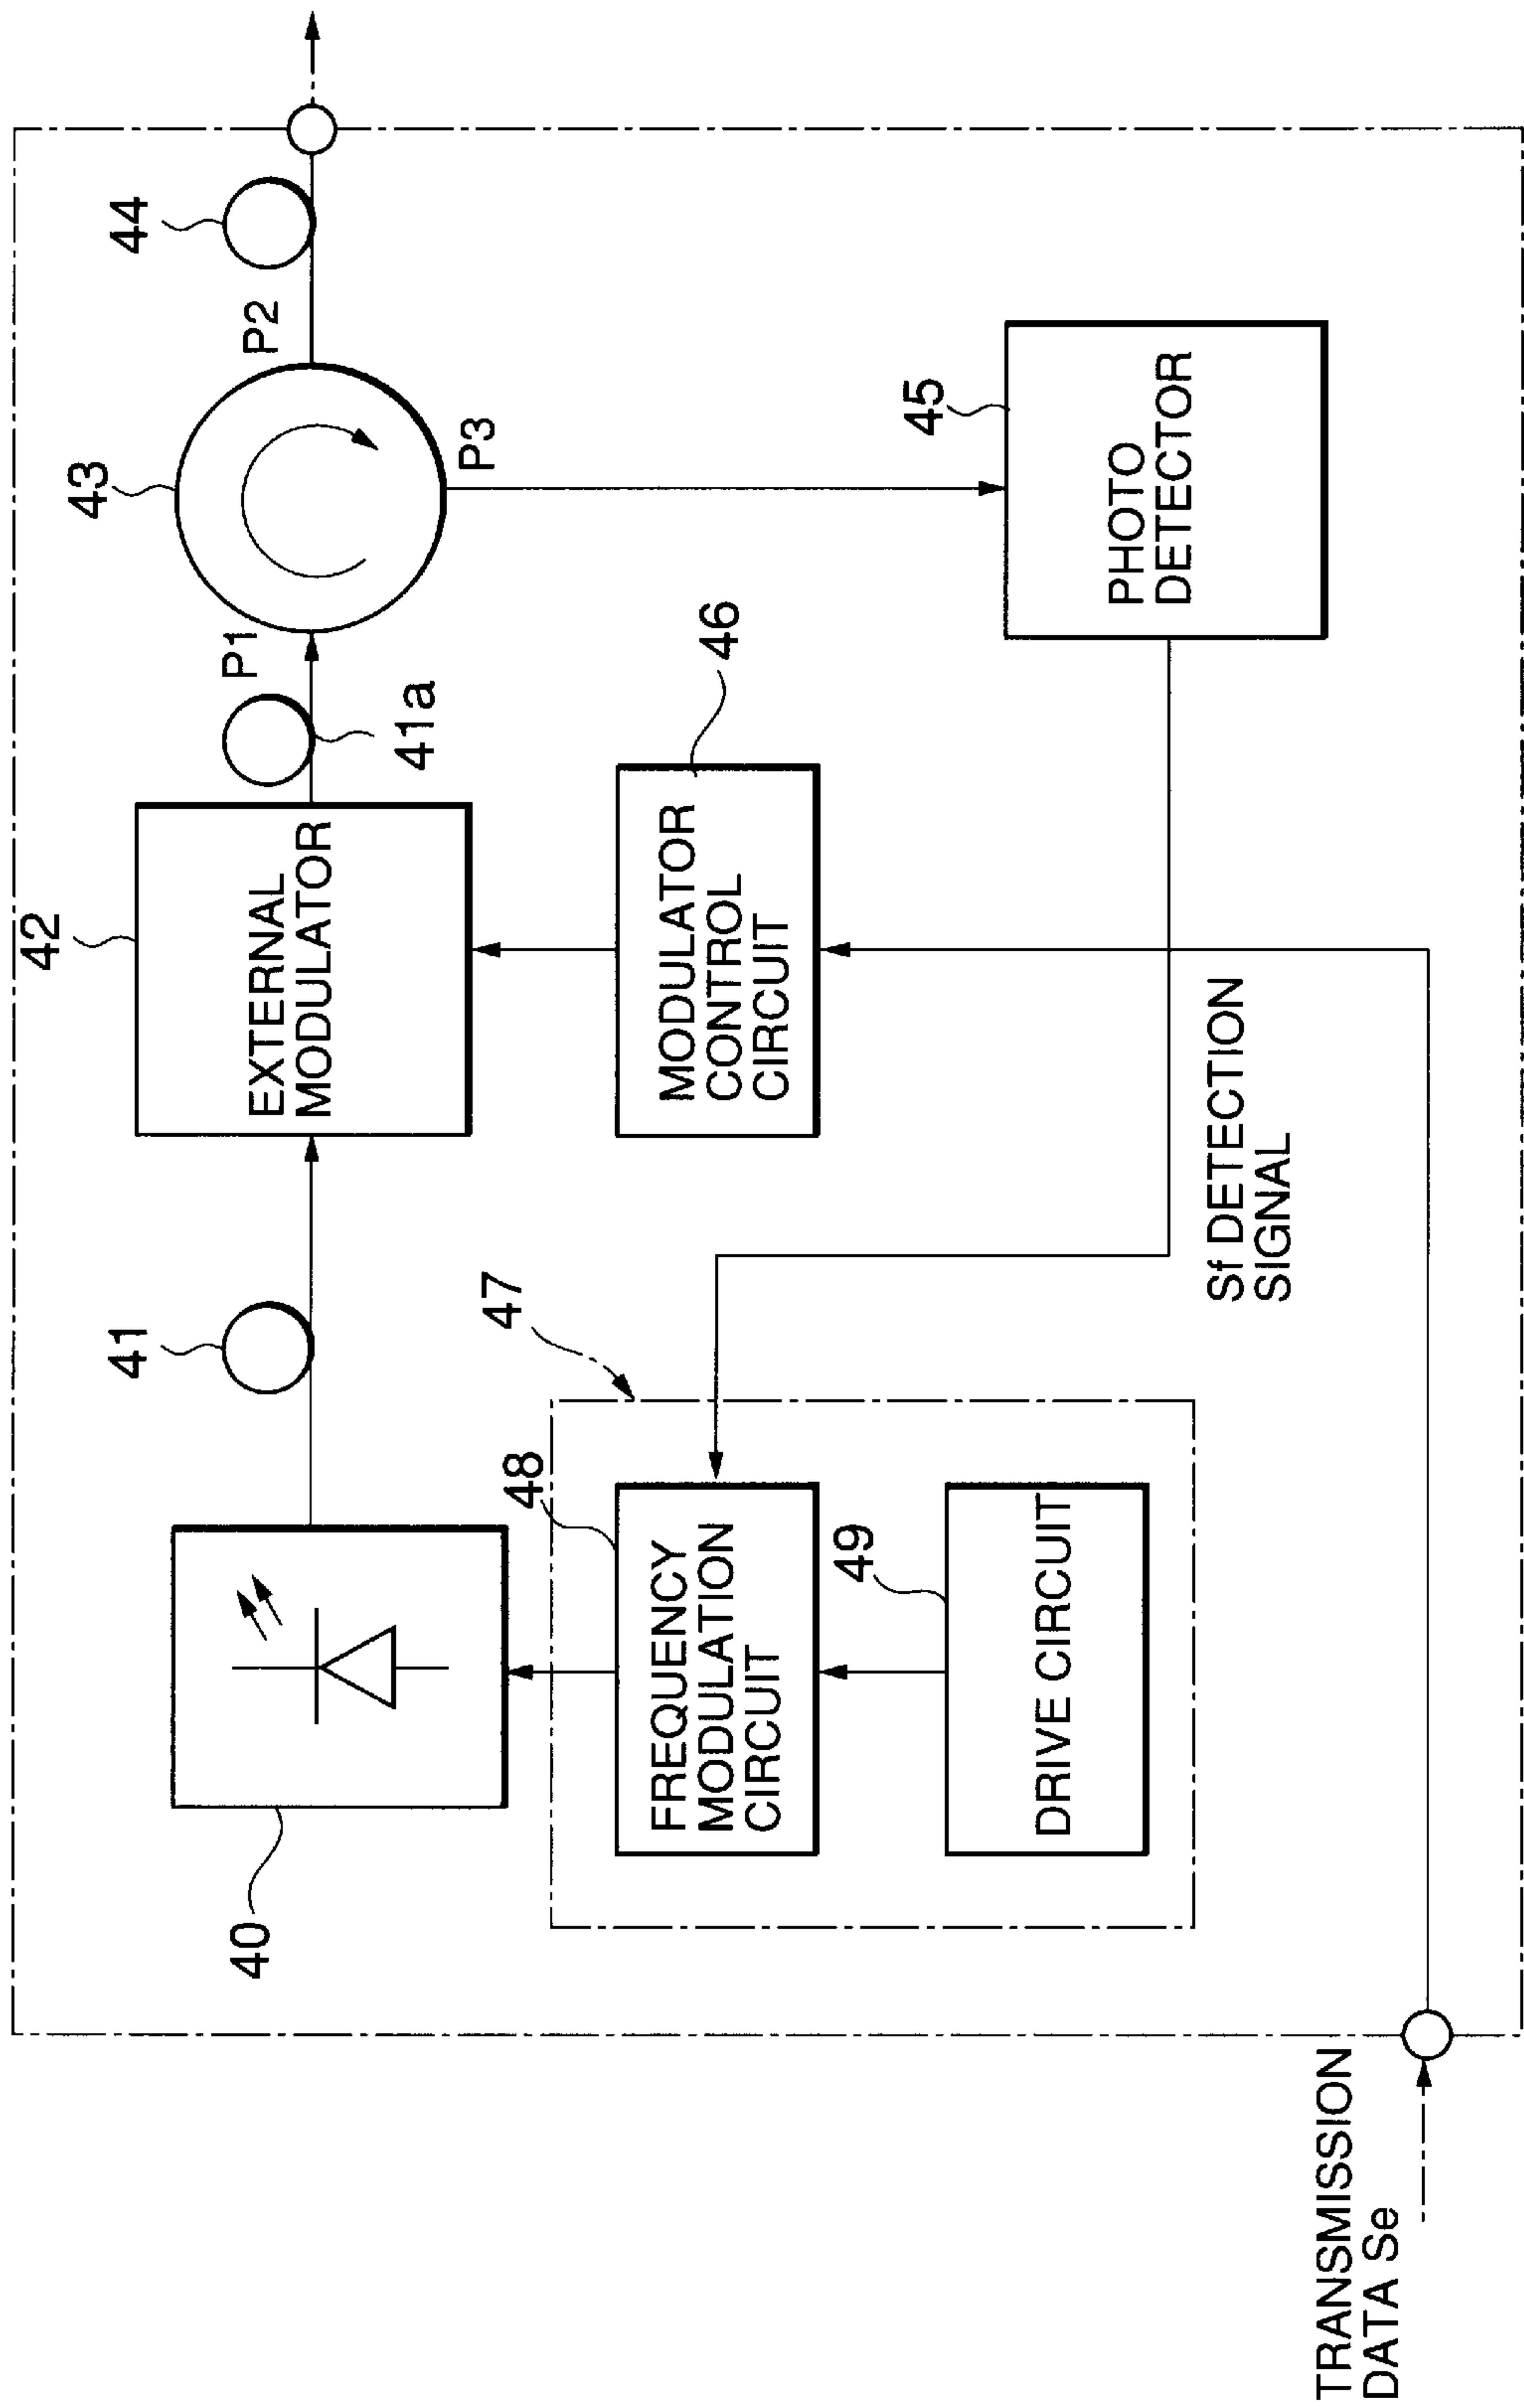 42
43
44
41
P1
P2
EXTERNAL
MODULATOR
41a
P3
40
47
46
48
FREQUENCY
MODULATION
CIRCUIT
MODULATOR
CONTROL
CIRCUIT
49
45
DRIVE CIRCUIT
PHOTO
DETECTOR
Sf DETECTION
SIGNAL
TRANSMISSION
DATA Se